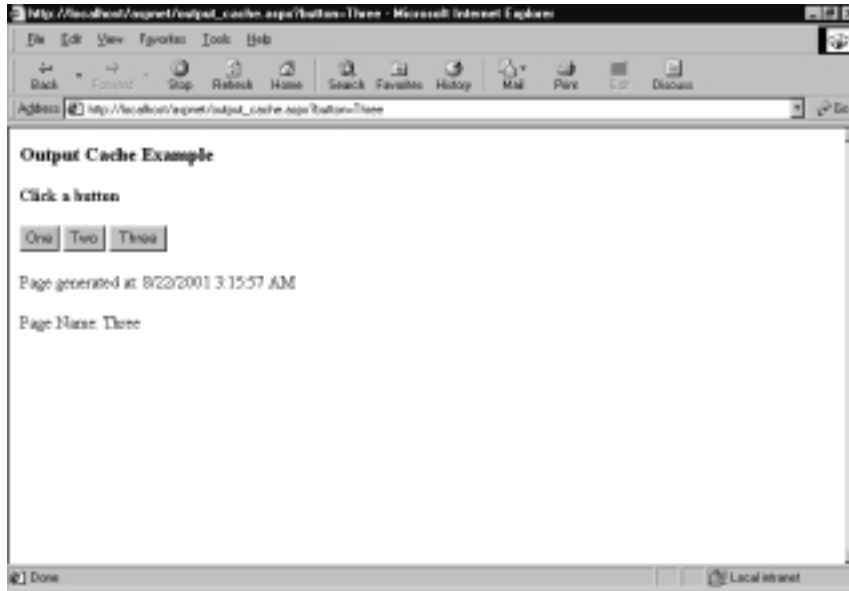 http://localhost/aspnet/output_cache.aspx?button=Three - Microsoft Internet Explorer
File Edit View Favorites Tools Help
Back Forward Stop Refresh Home Search Favorites History Mail Print Edit Discuss
Address http://localhost/aspnet/output_cache.aspx?button=Three Go
Output Cache Example
Click a button
One Two Three
Page generated at: 8/22/2001 3:15:57 AM
Page Name: Three
Done Local intranet